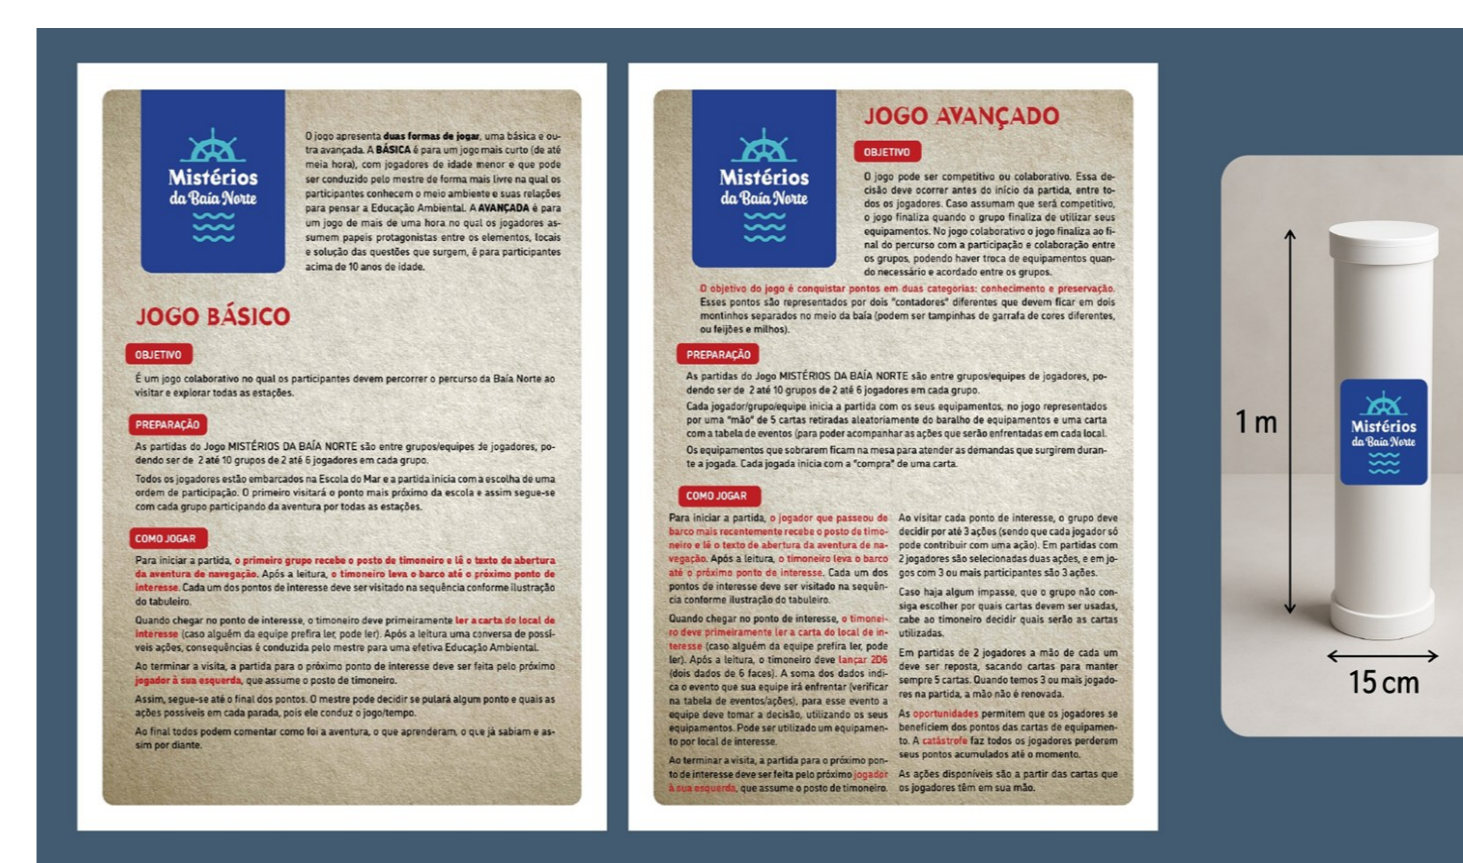 Mistérios
da Baía Norte
O jogo apresenta duas formas de jogar, uma básica e ou-
tra avançada. A BÁSICA é para um jogo mais curto (de até
meia hora), com jogadores de idade menor e que pode
ser conduzido pelo mestre de forma mais livre na qual os
participantes conhecem o meio ambiente e suas relações
para pensar a Educação Ambiental. A AVANÇADA é para
um jogo de mais de uma hora no qual os jogadores as-
sumem papeis protagonistas entre os elementos, locais
e solução das questões que surgem, é para participantes
acima de 10 anos de idade.
JOGO BÁSICO
OBJETIVO
É um jogo colaborativo no qual os participantes devem percorrer o percurso da Baía Norte ao
visitar e explorar todas as estações.
PREPARAÇÃO
As partidas do Jogo MISTÉRIOS DA BAÍA NORTE são entre grupos/equipes de jogadores, po-
dendo ser de 2 até 10 grupos de 2 até 6 jogadores em cada grupo.
Todos os jogadores estão embarcados na Escola do Mar e a partida inicia com a escolha de uma
ordem de participação. O primeiro visitará o ponto mais próximo da escola e assim segue-se
com cada grupo participando da aventura por todas as estações.
COMO JOGAR
Para iniciar a partida, o primeiro grupo recebe o posto de timoneiro e lê o texto de abertura
da aventura de navegação. Após a leitura, o timoneiro leva o barco até o próximo ponto de
interesse. Cada um dos pontos de interesse deve ser visitado na sequência conforme ilustração
do tabuleiro.
Quando chegar no ponto de interesse, o timoneiro deve primeiramente ler a carta do local de
interesse (caso alguém da equipe prefira ler, pode ler). Após a leitura uma conversa de possí-
veis ações, consequências é conduzida pelo mestre para uma efetiva Educação Ambiental.
Ao terminar a visita, a partida para o próximo ponto de interesse deve ser feita pelo próximo
jogador à sua esquerda, que assume o posto de timoneiro.
Assim, segue-se até o final dos pontos. O mestre pode decidir se pulará algum ponto e quais as
ações possíveis em cada parada, pois ele conduz o jogo/tempo.
Ao final todos podem comentar como foi a aventura, o que aprenderam, o que já sabiam e as-
sim por diante.
Mistérios
da Baía Norte
JOGO AVANÇADO
OBJETIVO
O jogo pode ser competitivo ou colaborativo. Essa de-
cisão deve ocorrer antes do início da partida, entre to-
dos os jogadores. Caso assumam que será competitivo,
o jogo finaliza quando o grupo finaliza de utilizar seus
equipamentos. No jogo colaborativo o jogo finaliza ao fi-
nal do percurso com a participação e colaboração entre
os grupos, podendo haver troca de equipamentos quan-
do necessário e acordado entre os grupos.
O objetivo do jogo é conquistar pontos em duas categorias: conhecimento e preservação.
Esses pontos são representados por dois "contadores" diferentes que devem ficar em dois
montinhos separados no meio da baía (podem ser tampinhas de garrafa de cores diferentes,
ou feijões e milhos).
PREPARAÇÃO
As partidas do Jogo MISTÉRIOS DA BAÍA NORTE são entre grupos/equipes de jogadores, po-
dendo ser de 2 até 10 grupos de 2 até 6 jogadores em cada grupo.
Cada jogador/grupo/equipe inicia a partida com os seus equipamentos, no jogo representados
por uma "mão" de 5 cartas retiradas aleatoriamente do baralho de equipamentos e uma carta
com a tabela de eventos (para poder acompanhar as ações que serão enfrentadas em cada local.
Os equipamentos que sobrarem ficam na mesa para atender as demandas que surgirem duran-
te a jogada. Cada jogada inicia com a "compra" de uma carta.
COMO JOGAR
Para iniciar a partida, o jogador que passeou de
barco mais recentemente recebe o posto de timo-
neiro e lê o texto de abertura da aventura de na-
vegação. Após a leitura, o timoneiro leva o barco
até o próximo ponto de interesse. Cada um dos
pontos de interesse deve ser visitado na sequên-
cia conforme ilustração do tabuleiro.
Quando chegar no ponto de interesse, o timonei-
ro deve primeiramente ler a carta do local de in-
teresse (caso alguém da equipe prefira ler, pode
ler). Após a leitura, o timoneiro deve lançar 2D6
(dois dados de 6 faces). A soma dos dados indi-
ca o evento que sua equipe irá enfrentar (verificar
na tabela de eventos/ações), para esse evento a
equipe deve tomar a decisão, utilizando os seus
equipamentos. Pode ser utilizado um equipamen-
to por local de interesse.
Ao terminar a visita, a partida para o próximo pon-
to de interesse deve ser feita pelo próximo jogador
à sua esquerda, que assume o posto de timoneiro.
Ao visitar cada ponto de interesse, o grupo deve
decidir por até 3 ações (sendo que cada jogador só
pode contribuir com uma ação). Em partidas com
2 jogadores são selecionadas duas ações, e em jo-
gos com 3 ou mais participantes são 3 ações.
Caso haja algum impasse, que o grupo não con-
siga escolher por quais cartas devem ser usadas,
cabe ao timoneiro decidir quais serão as cartas
utilizadas.
Em partidas de 2 jogadores a mão de cada um
deve ser reposta, sacando cartas para manter
sempre 5 cartas. Quando temos 3 ou mais jogado-
res na partida, a mão não é renovada.
As oportunidades permitem que os jogadores se
beneficiem dos pontos das cartas de equipamen-
to. A catástrofe faz todos os jogadores perderem
seus pontos acumulados até o momento.
As ações disponíveis são a partir das cartas que
os jogadores têm em sua mão.
1 m
Mistérios
da Baía Norte
15 cm